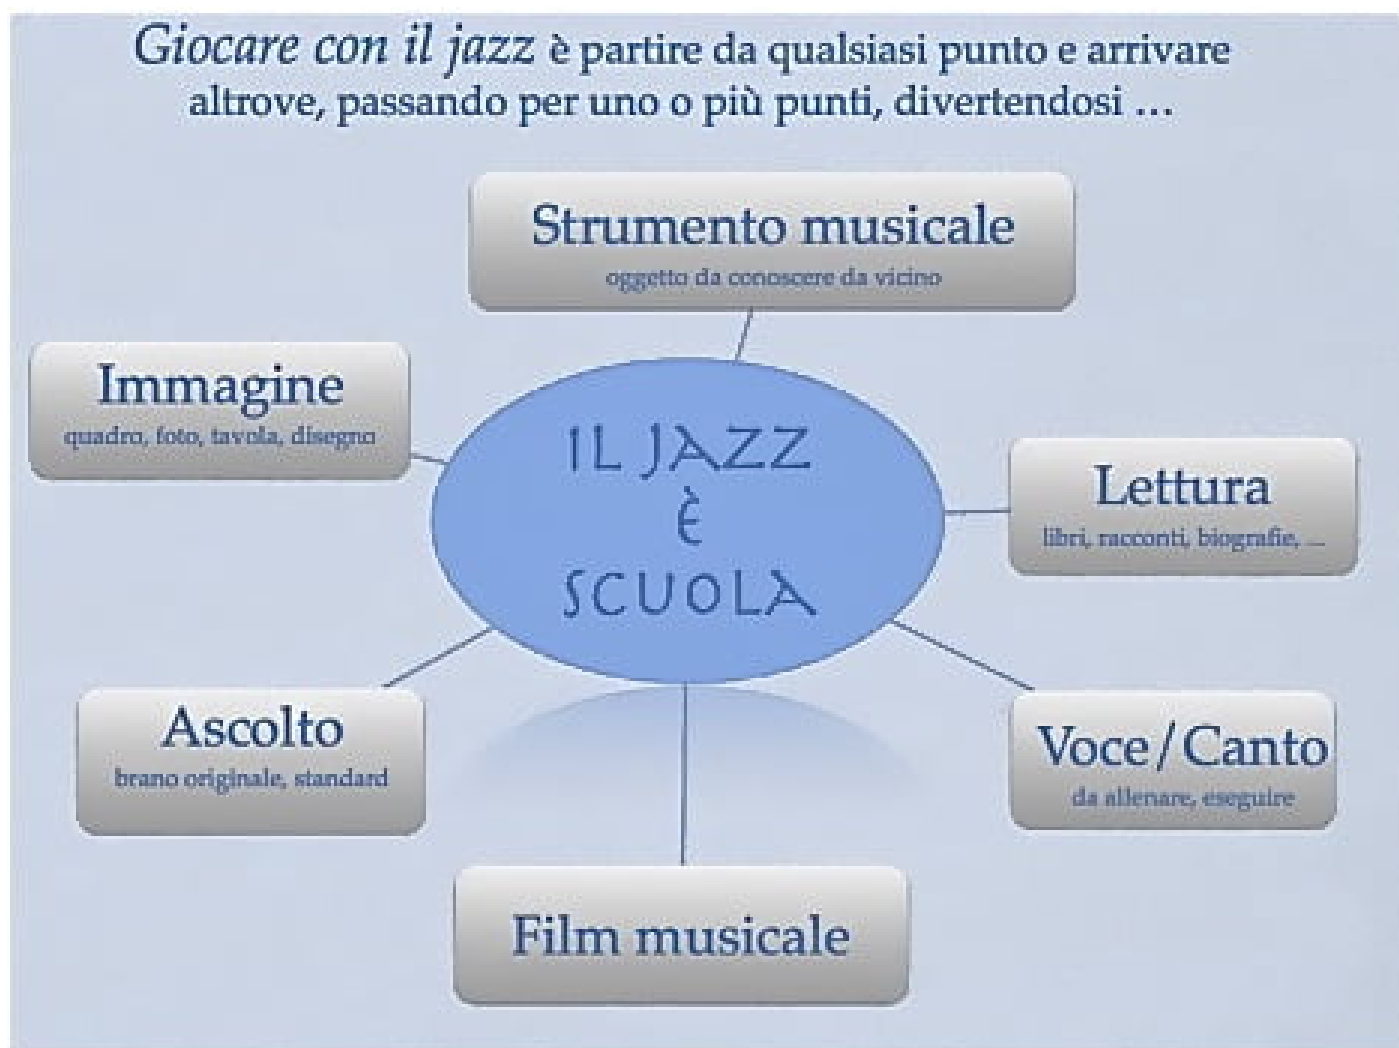 Giocare con il jazz è partire da qualsiasi punto e arrivare
altrove, passando per uno o più punti, divertendosi ...
Strumento musicale
oggetto da conoscere da vicino
Immagine
quadro, foto, tavola, disegno
IL JAZZ
È
SCUOLA
Lettura
libri, racconti, biografie, ...
Ascolto
brano originale, standard
Voce/Canto
da allenare, eseguire
Film musicale